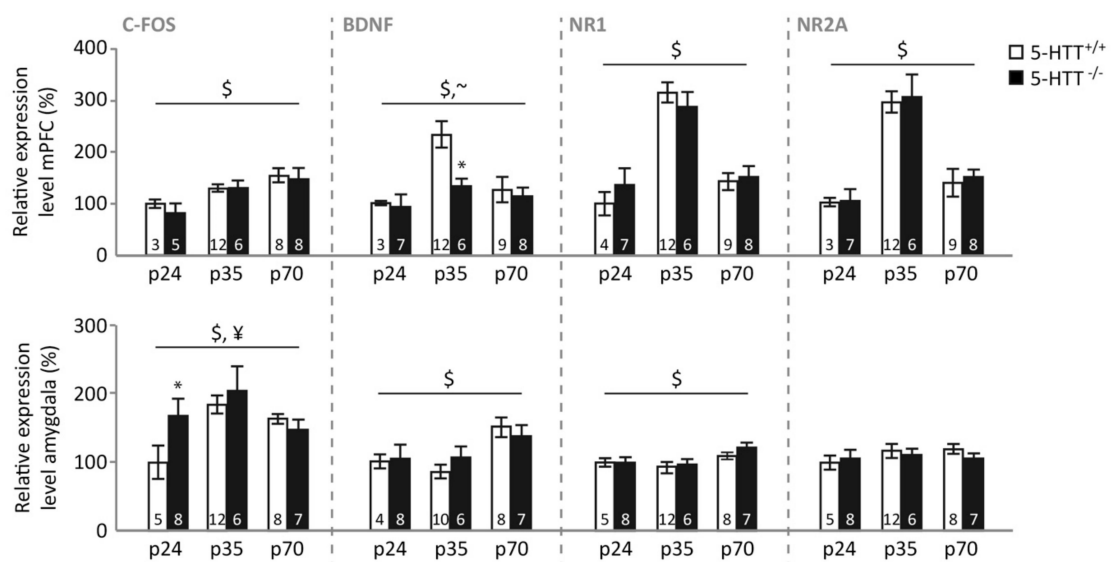 C-FOS BDNF NR1 NR2A
5-HTT+/+
5-HTT-/-
Relative expression
level mPFC (%)
400
300
200
100
0
$ $,~ $ $
*
3 5 12 6 8 8 3 7 12 6 9 8 4 7 12 6 9 8 3 7 12 6 9 8
p24 p35 p70 p24 p35 p70 p24 p35 p70 p24 p35 p70
Relative expression
level amygdala (%)
300
200
100
0
$, ¥ $ $
*
5 8 12 6 8 7 4 8 10 6 8 7 5 8 12 6 8 7 5 8 12 6 8 7
p24 p35 p70 p24 p35 p70 p24 p35 p70 p24 p35 p70